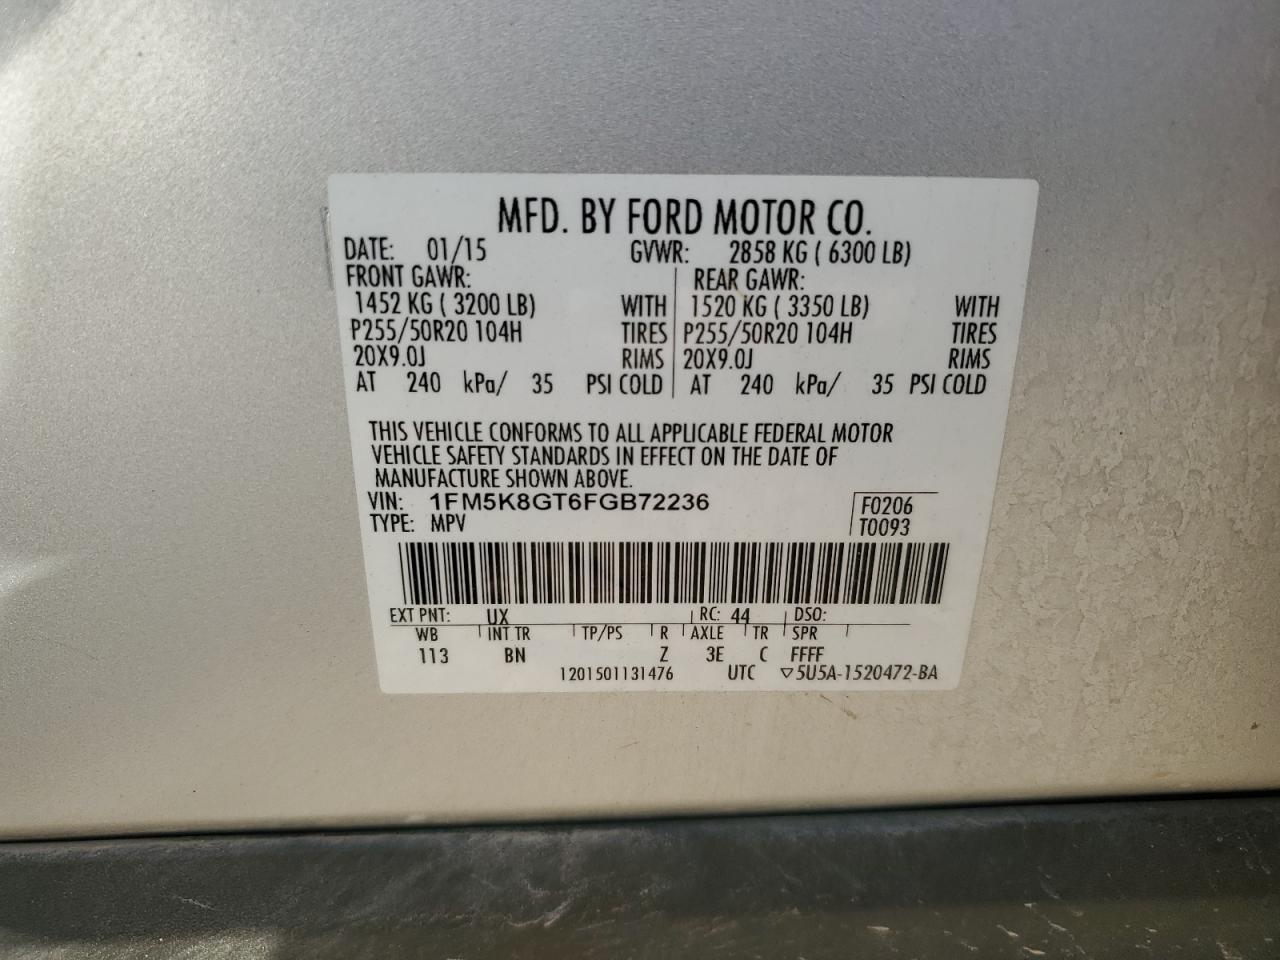 MFD. BY FORD MOTOR CO.
DATE: 01/15 GVWR: 2858 KG ( 6300 LB)
FRONT GAWR: REAR GAWR:
1452 KG ( 3200 LB) WITH 1520 KG ( 3350 LB) WITH
P255/50R20 104H TIRES P255/50R20 104H TIRES
20X9.0J RIMS 20X9.0J RIMS
AT 240 kPa/ 35 PSI COLD AT 240 kPa/ 35 PSI COLD
THIS VEHICLE CONFORMS TO ALL APPLICABLE FEDERAL MOTOR
VEHICLE SAFETY STANDARDS IN EFFECT ON THE DATE OF
MANUFACTURE SHOWN ABOVE.
VIN: 1FM5K8GT6FGB72236 F0206
TYPE: MPV T0093
EXT PNT: UX RC: 44 DSO:
WB INT TR TP/PS R AXLE TR SPR
113 BN Z 3E C FFFF
1201501131476 UTC ▽5U5A-1520472-BA